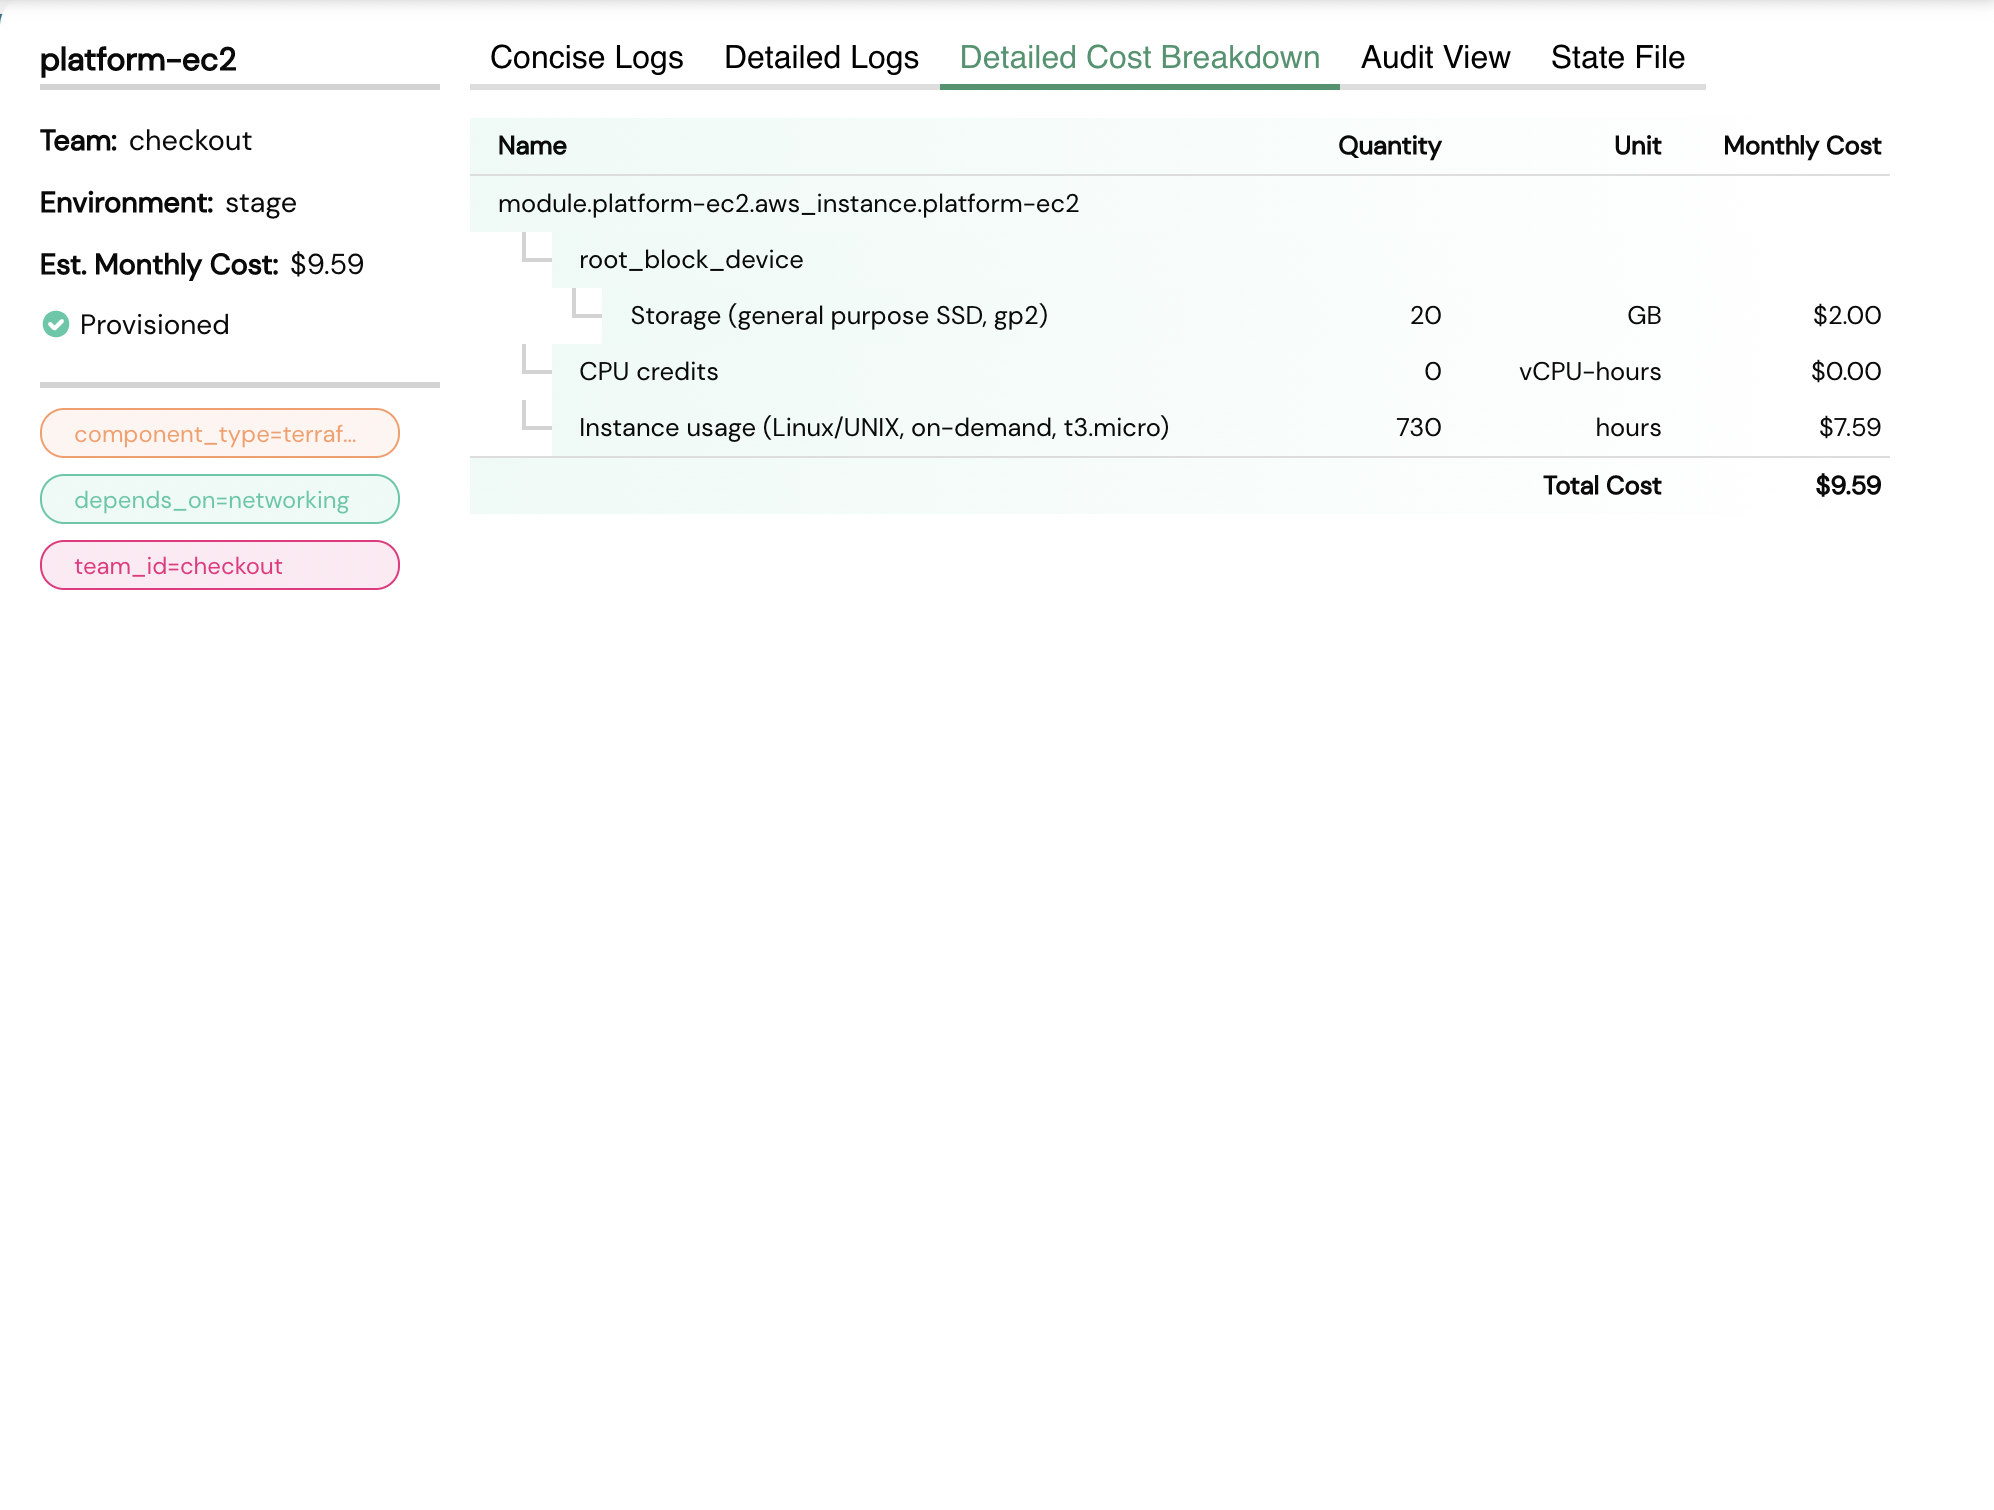 platform-ec2
Team: checkout
Environment: stage
Est. Monthly Cost: $9.59
Provisioned
component_type=terraf...
depends_on=networking
team_id=checkout
Concise Logs Detailed Logs Detailed Cost Breakdown Audit View State File
Name Quantity Unit Monthly Cost
module.platform-ec2.aws_instance.platform-ec2
root_block_device
Storage (general purpose SSD, gp2) 20 GB $2.00
CPU credits 0 vCPU-hours $0.00
Instance usage (Linux/UNIX, on-demand, t3.micro) 730 hours $7.59
Total Cost $9.59